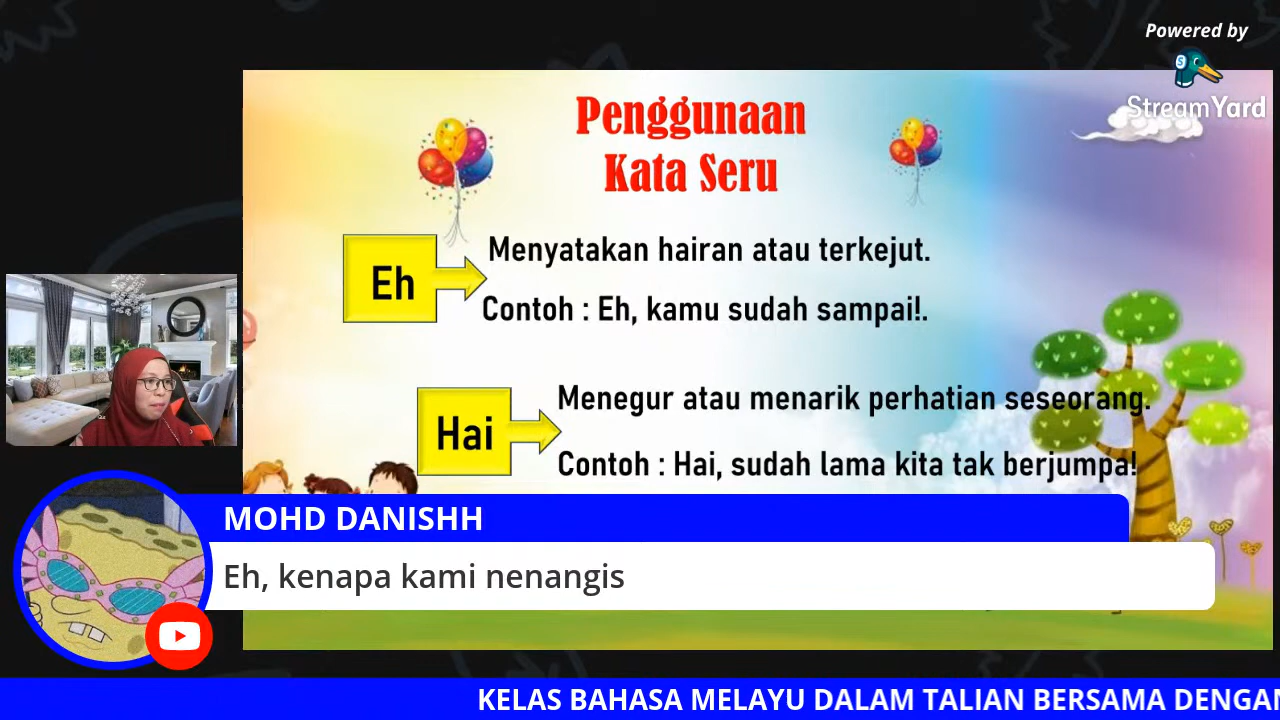 Powered by
StreamYard
Penggunaan
Kata Seru
Eh
Menyatakan hairan atau terkejut.
Contoh : Eh, kamu sudah sampai!.
Hai
Menegur atau menarik perhatian seseorang.
Contoh : Hai, sudah lama kita tak berjumpa!
MOHD DANISHH
Eh, kenapa kami nenangis
KELAS BAHASA MELAYU DALAM TALIAN BERSAMA DENGAN